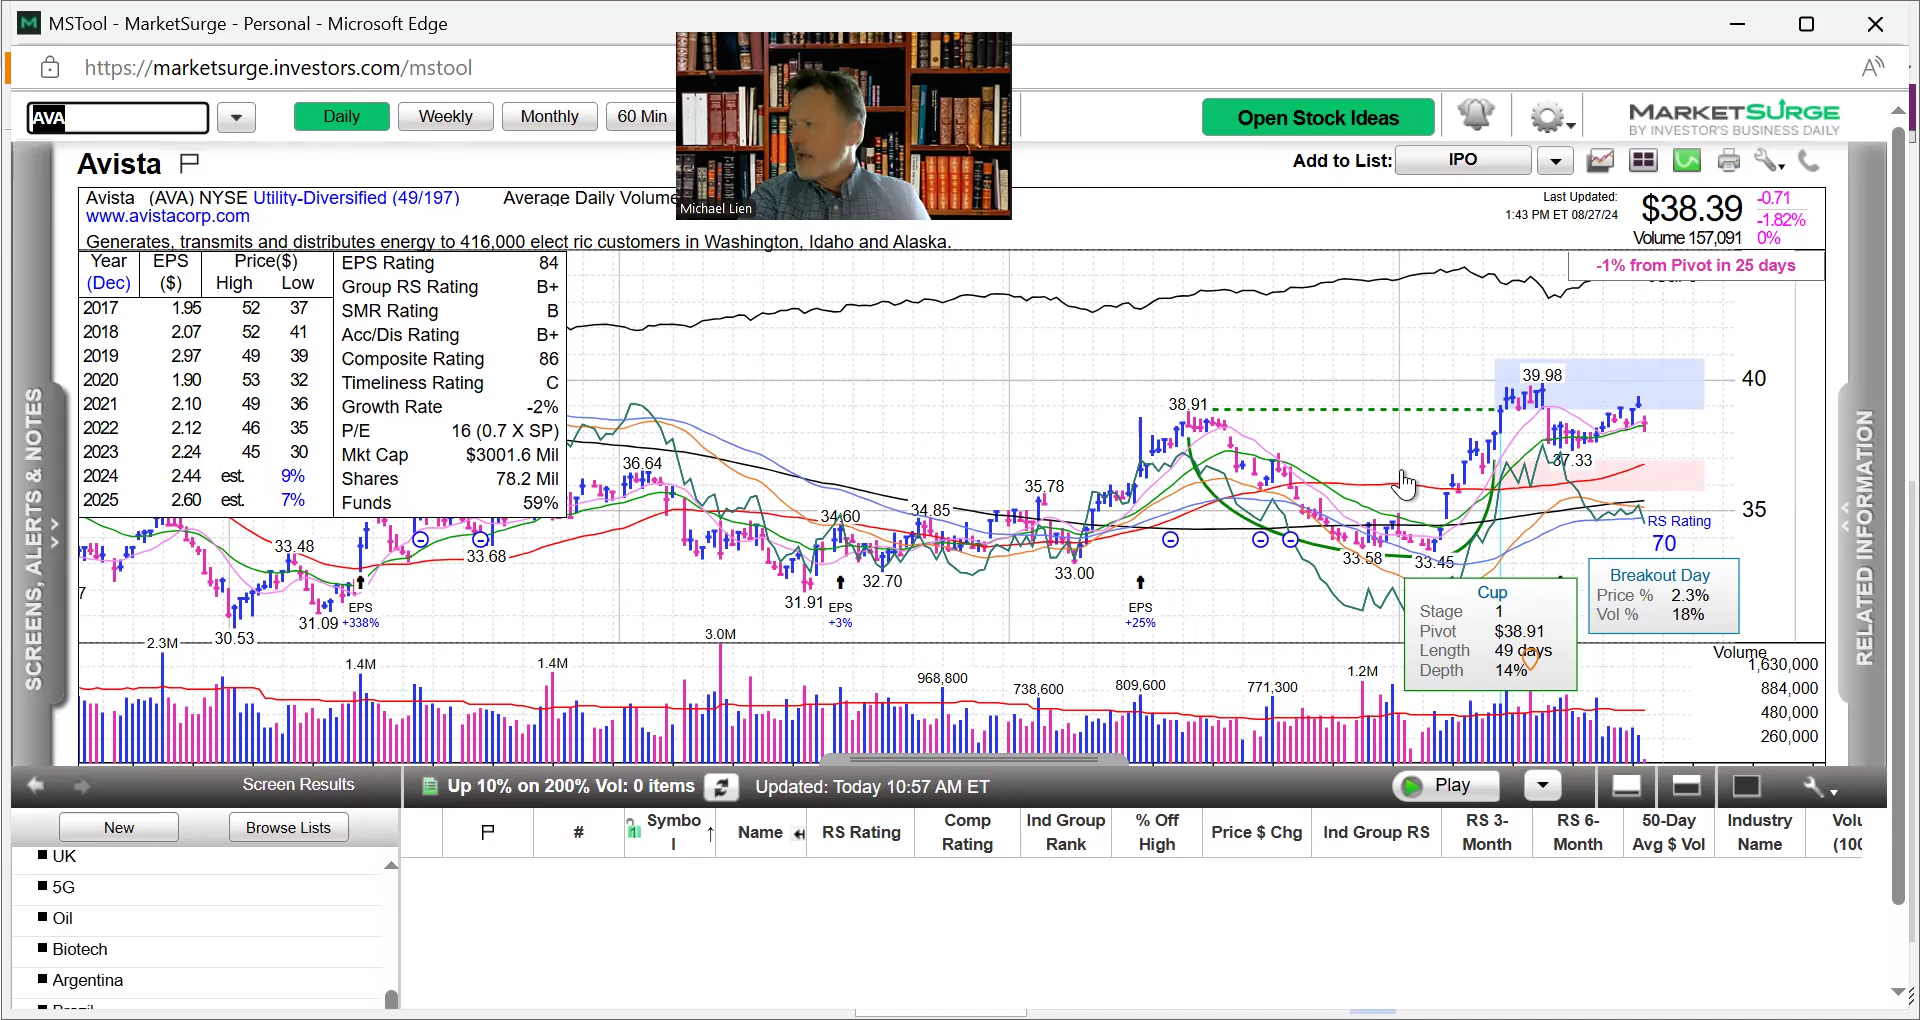 MSTool - MarketSurge - Personal - Microsoft Edge
https://marketsurge.investors.com/mstool
AVA
Daily
Weekly
Monthly
60 Min
Open Stock Ideas
MARKETSURGE
BY INVESTOR'S BUSINESS DAILY
Michael Lien
Avista
Add to List:
IPO
Avista (AVA) NYSE Utility-Diversified (49/197) Average Daily Volume
www.avistacorp.com
Generates, transmits and distributes energy to 416,000 elect ric customers in Washington, Idaho and Alaska.
Last Updated:
1:43 PM ET 08/27/24
$38.39
-0.71
-1.82%
Volume 157,091 0%
-1% from Pivot in 25 days
Year EPS Price($)
(Dec) ($) High Low
2017 1.95 52 37
2018 2.07 52 41
2019 2.97 49 39
2020 1.90 53 32
2021 2.10 49 36
2022 2.12 46 35
2023 2.24 45 30
2024 2.44 est. 9%
2025 2.60 est. 7%
EPS Rating 84
Group RS Rating B+
SMR Rating B
Acc/Dis Rating B+
Composite Rating 86
Timeliness Rating C
Growth Rate -2%
P/E 16 (0.7 X SP)
Mkt Cap $3001.6 Mil
Shares 78.2 Mil
Funds 59%
39.98
40
38.91
37.33
36.64
35.78
34.85
34.60
35
33.48
33.68
33.58
33.45
33.00
32.70
31.91
31.09
30.53
7
EPS
+338%
EPS
+3%
EPS
+25%
RS Rating
70
Breakout Day
Price % 2.3%
Vol % 18%
Cup
Stage 1
Pivot $38.91
Length 49 days
Depth 14%
2.3M
1.4M
1.4M
3.0M
968,800
738,600
809,600
771,300
1.2M
Volume
1,630,000
884,000
480,000
260,000
SCREENS, ALERTS & NOTES
RELATED INFORMATION
Screen Results
Up 10% on 200% Vol: 0 items
Updated: Today 10:57 AM ET
Play
New
Browse Lists
UK
5G
Oil
Biotech
Argentina
#
Symbo
l
Name
RS Rating
Comp
Rating
Ind Group
Rank
% Off
High
Price $ Chg
Ind Group RS
RS 3-
Month
RS 6-
Month
50-Day
Avg $ Vol
Industry
Name